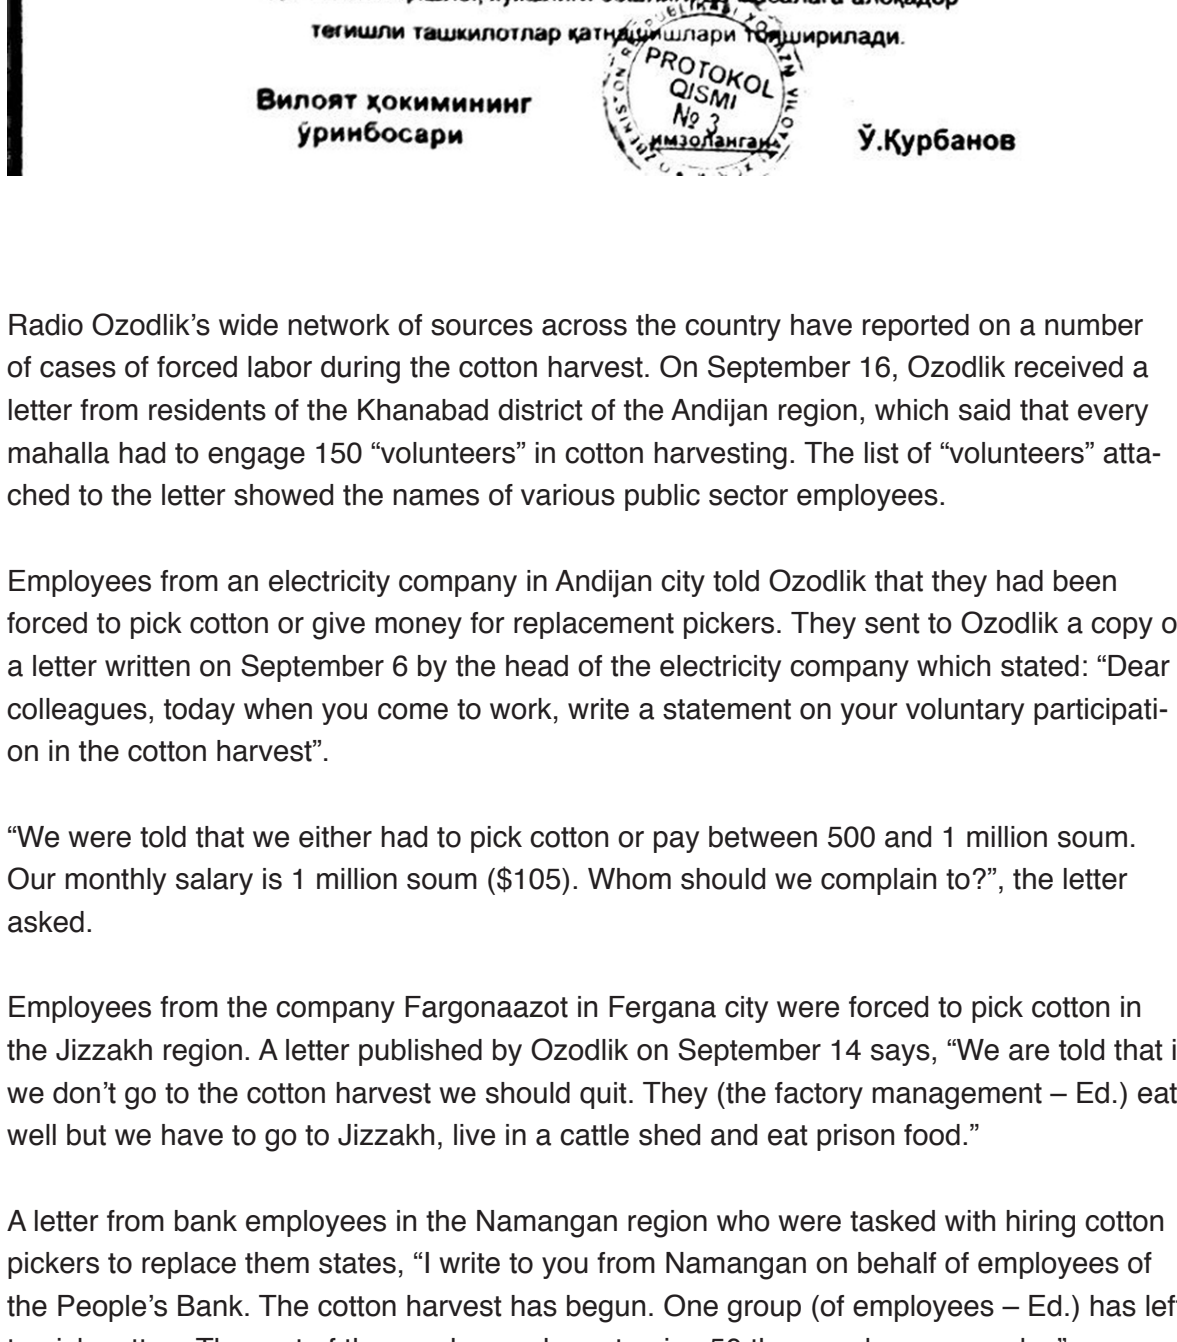 тегишли ташкилотлар қатнашишлари топширилади.
Вилоят ҳокимининг
ўринбосари
PROTOKOL
QISMI
№ 3
имзоланган
Ў.Қурбанов
Radio Ozodlik’s wide network of sources across the country have reported on a number
of cases of forced labor during the cotton harvest. On September 16, Ozodlik received a
letter from residents of the Khanabad district of the Andijan region, which said that every
mahalla had to engage 150 “volunteers” in cotton harvesting. The list of “volunteers” atta-
ched to the letter showed the names of various public sector employees.
Employees from an electricity company in Andijan city told Ozodlik that they had been
forced to pick cotton or give money for replacement pickers. They sent to Ozodlik a copy o
a letter written on September 6 by the head of the electricity company which stated: “Dear
colleagues, today when you come to work, write a statement on your voluntary participati-
on in the cotton harvest”.
“We were told that we either had to pick cotton or pay between 500 and 1 million soum.
Our monthly salary is 1 million soum ($105). Whom should we complain to?”, the letter
asked.
Employees from the company Fargonaazot in Fergana city were forced to pick cotton in
the Jizzakh region. A letter published by Ozodlik on September 14 says, “We are told that i
we don’t go to the cotton harvest we should quit. They (the factory management – Ed.) eat
well but we have to go to Jizzakh, live in a cattle shed and eat prison food.”
A letter from bank employees in the Namangan region who were tasked with hiring cotton
pickers to replace them states, “I write to you from Namangan on behalf of employees of
the People’s Bank. The cotton harvest has begun. One group (of employees – Ed.) has lef